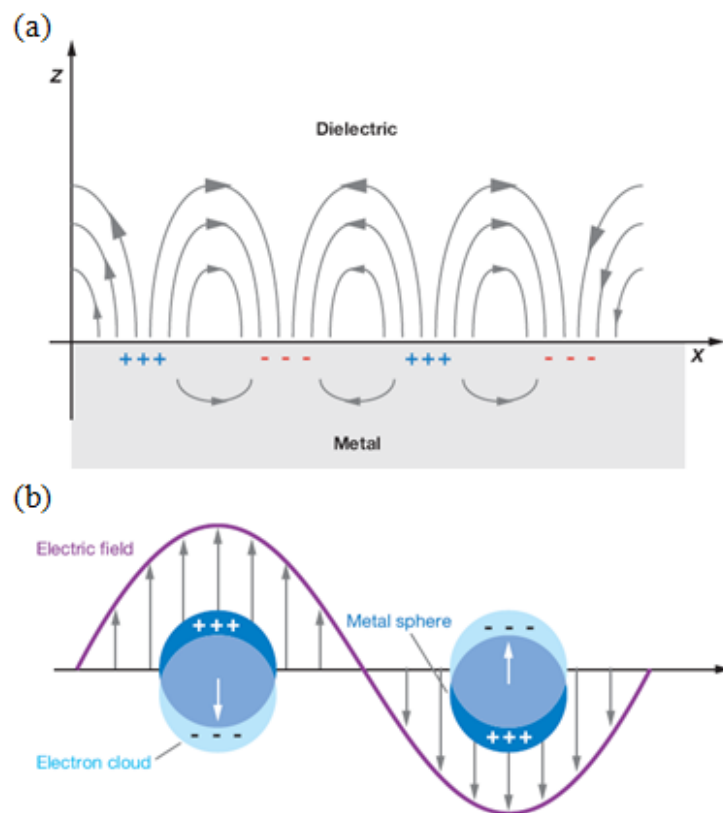 (a)
z
Dielectric
+++ - - - +++ - - -
x
Metal
(b)
Electric field
+++
Metal sphere
- - -
- - -
+++
Electron cloud